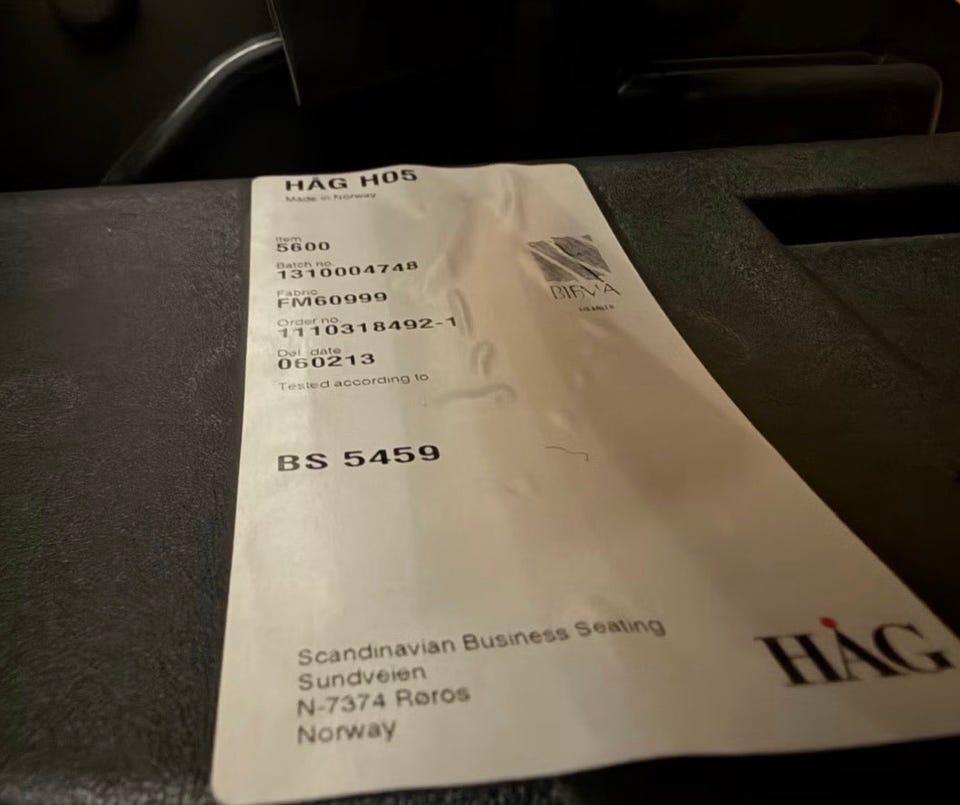 HÅG H05
Made in Norway
Item
5600
Batch no.
1310004748
Fabric
FM60999
Order no.
1110318492-1
Del. date
060213
Tested according to
BIFMA
BS 5459
Scandinavian Business Seating
Sundveien
N-7374 Røros
Norway
HÅG